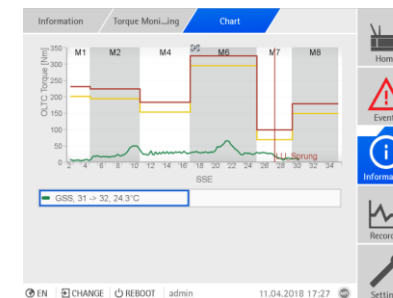 Information
Torque Moni...ing
Chart
OLTC Torque [Nm]
350
300
250
200
150
100
50
0
M1 M2 M4 M6 M7 M8
Sprung
2 4 6 8 10 12 14 16 18 20 22 24 26 28 30 32 34
SSE
GSS, 31 -> 32, 24.3°C
EN CHANGE REBOOT admin 11.04.2018 17:27
Home
Event
Informa
Record
Setting